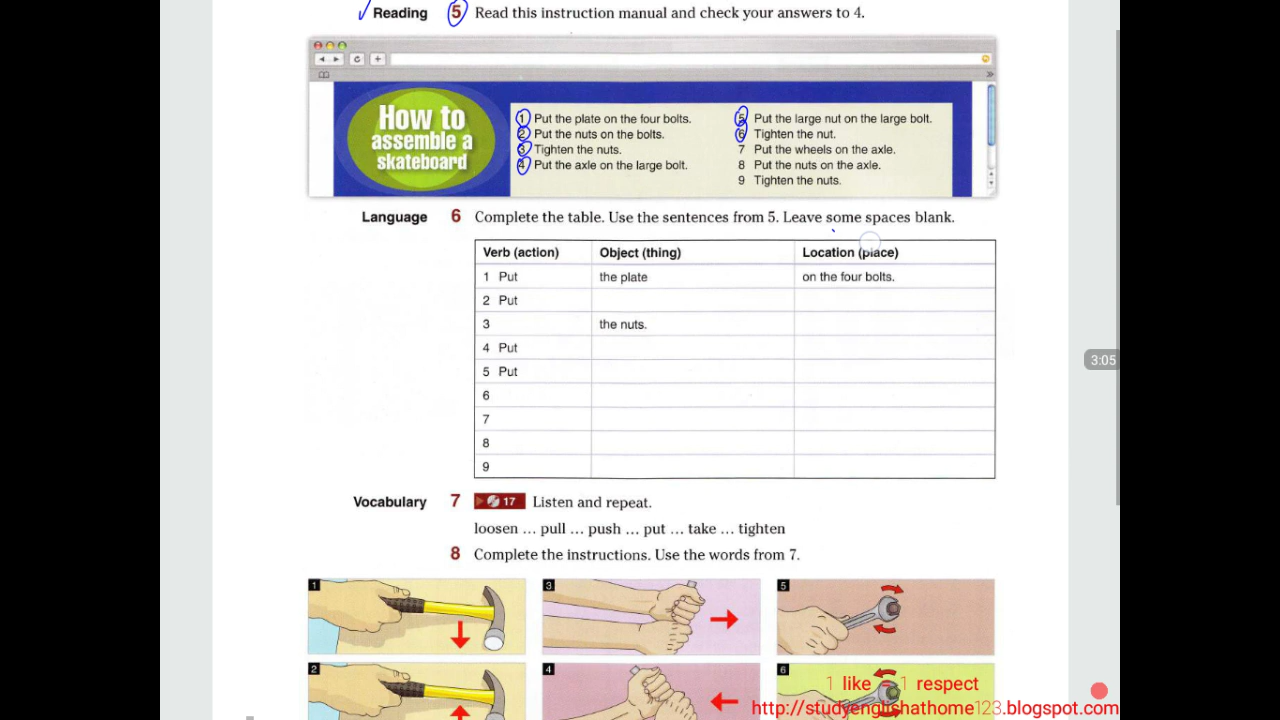 Reading 5 Read this instruction manual and check your answers to 4.
How to
assemble a
skateboard
1 Put the plate on the four bolts.
2 Put the nuts on the bolts.
3 Tighten the nuts.
4 Put the axle on the large bolt.
5 Put the large nut on the large bolt.
6 Tighten the nut.
7 Put the wheels on the axle.
8 Put the nuts on the axle.
9 Tighten the nuts.
Language 6 Complete the table. Use the sentences from 5. Leave some spaces blank.
Verb (action) Object (thing) Location (place)
1 Put the plate on the four bolts.
2 Put
3 the nuts.
4 Put
5 Put
6
7
8
9
3:05
Vocabulary 7 17 Listen and repeat.
loosen ... pull ... push ... put ... take ... tighten
8 Complete the instructions. Use the words from 7.
1
3
5
2
4
6
1 like = 1 respect
http://studyenglishathome123.blogspot.com